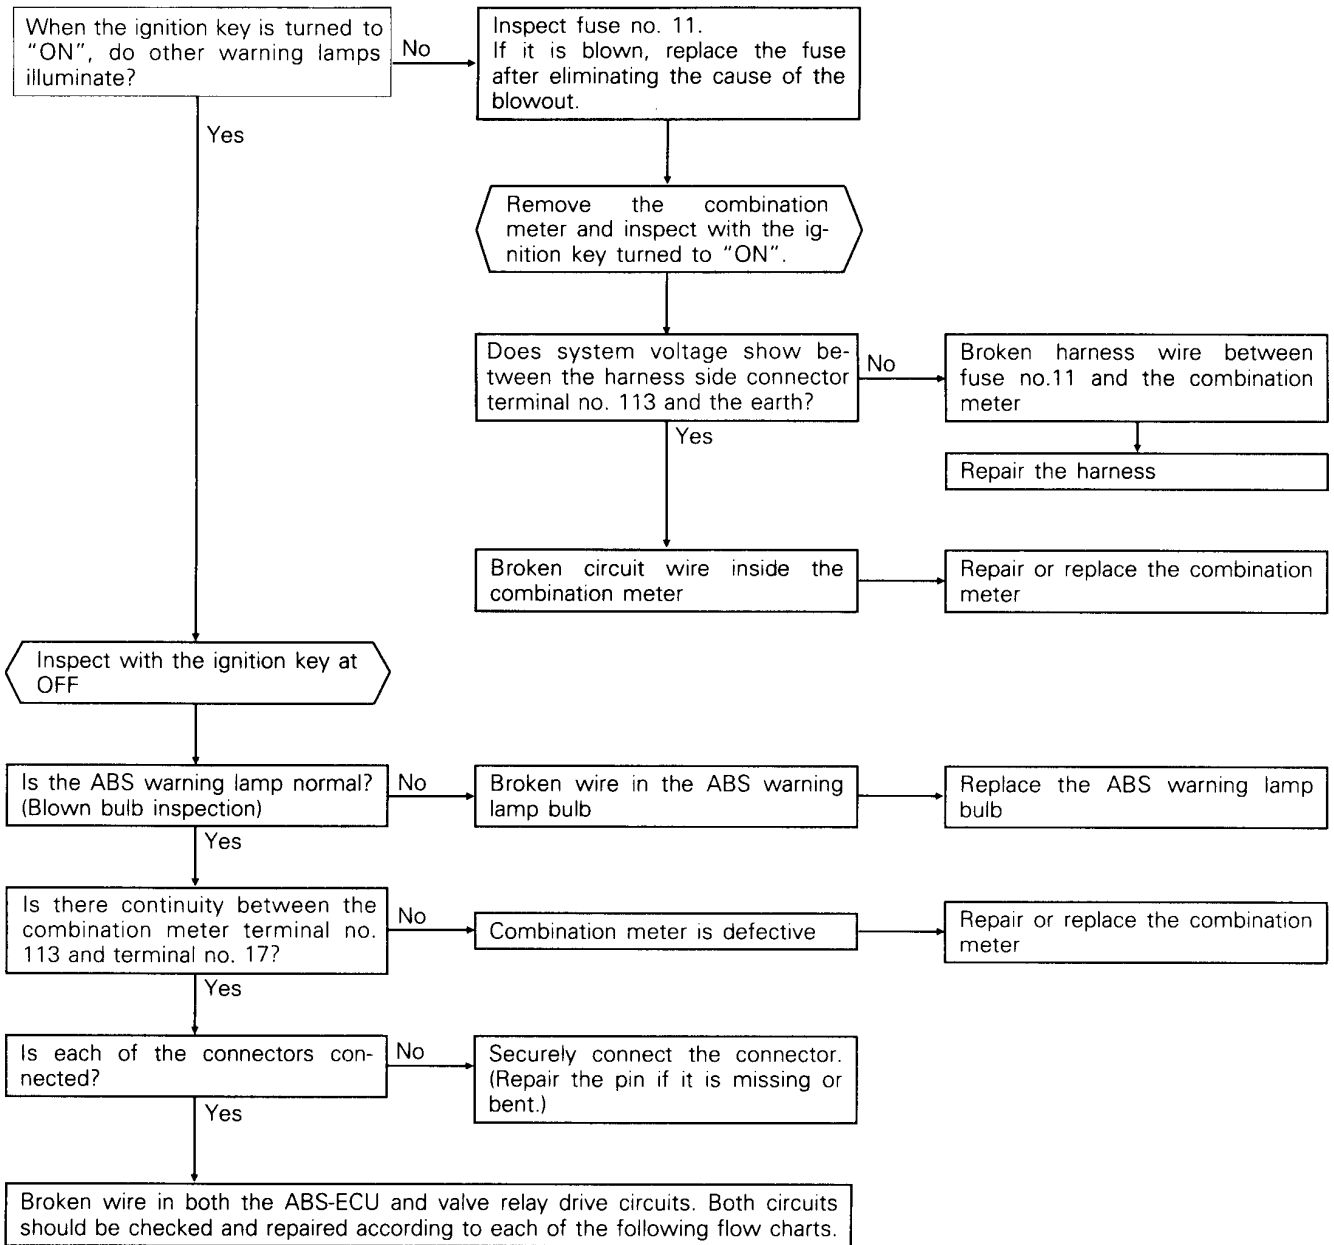 When the ignition key is turned to
"ON", do other warning lamps
illuminate?
No
Inspect fuse no. 11.
If it is blown, replace the fuse
after eliminating the cause of the
blowout.
Yes
Remove the combination
meter and inspect with the ig-
nition key turned to "ON".
Does system voltage show be-
tween the harness side connector
terminal no. 113 and the earth?
No
Broken harness wire between
fuse no.11 and the combination
meter
Yes
Repair the harness
Broken circuit wire inside the
combination meter
Repair or replace the combination
meter
Inspect with the ignition key at
OFF
Is the ABS warning lamp normal?
(Blown bulb inspection)
No
Broken wire in the ABS warning
lamp bulb
Replace the ABS warning lamp
bulb
Yes
Is there continuity between the
combination meter terminal no.
113 and terminal no. 17?
No
Combination meter is defective
Repair or replace the combination
meter
Yes
Is each of the connectors con-
nected?
No
Securely connect the connector.
(Repair the pin if it is missing or
bent.)
Yes
Broken wire in both the ABS-ECU and valve relay drive circuits. Both circuits
should be checked and repaired according to each of the following flow charts.